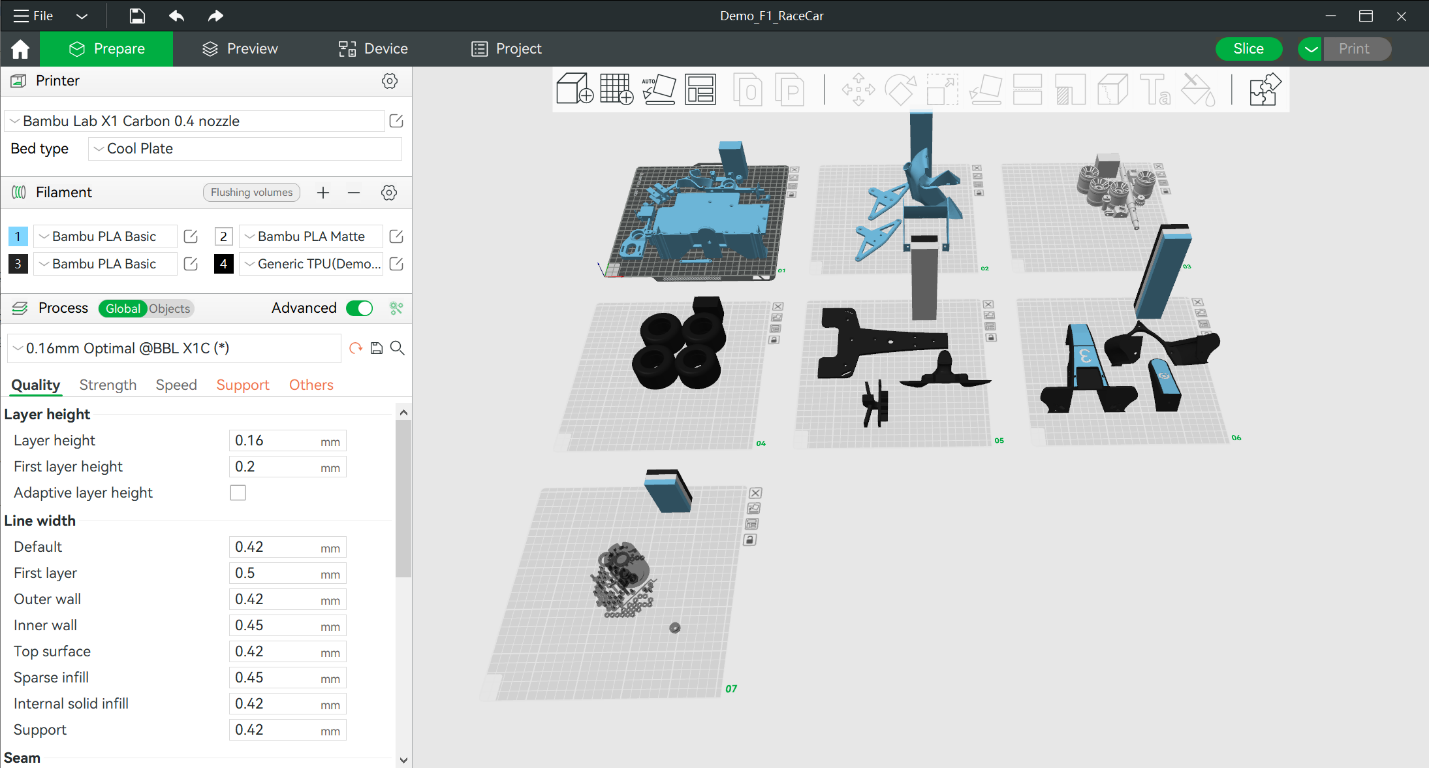 File
Demo_F1_RaceCar
Prepare
Preview
Device
Project
Slice
Print
Printer
Bambu Lab X1 Carbon 0.4 nozzle
Bed type
Cool Plate
Filament
Flushing volumes
1
Bambu PLA Basic
2
Bambu PLA Matte
3
Bambu PLA Basic
4
Generic TPU(Demo...
Process
Global
Objects
Advanced
0.16mm Optimal @BBL X1C (*)
Quality
Strength
Speed
Support
Others
Layer height
Layer height 0.16 mm
First layer height 0.2 mm
Adaptive layer height
Line width
Default 0.42 mm
First layer 0.5 mm
Outer wall 0.42 mm
Inner wall 0.45 mm
Top surface 0.42 mm
Sparse infill 0.45 mm
Internal solid infill 0.42 mm
Support 0.42 mm
Seam
AUTO
O
P
Ta
01
02
03
3
04
05
06
07